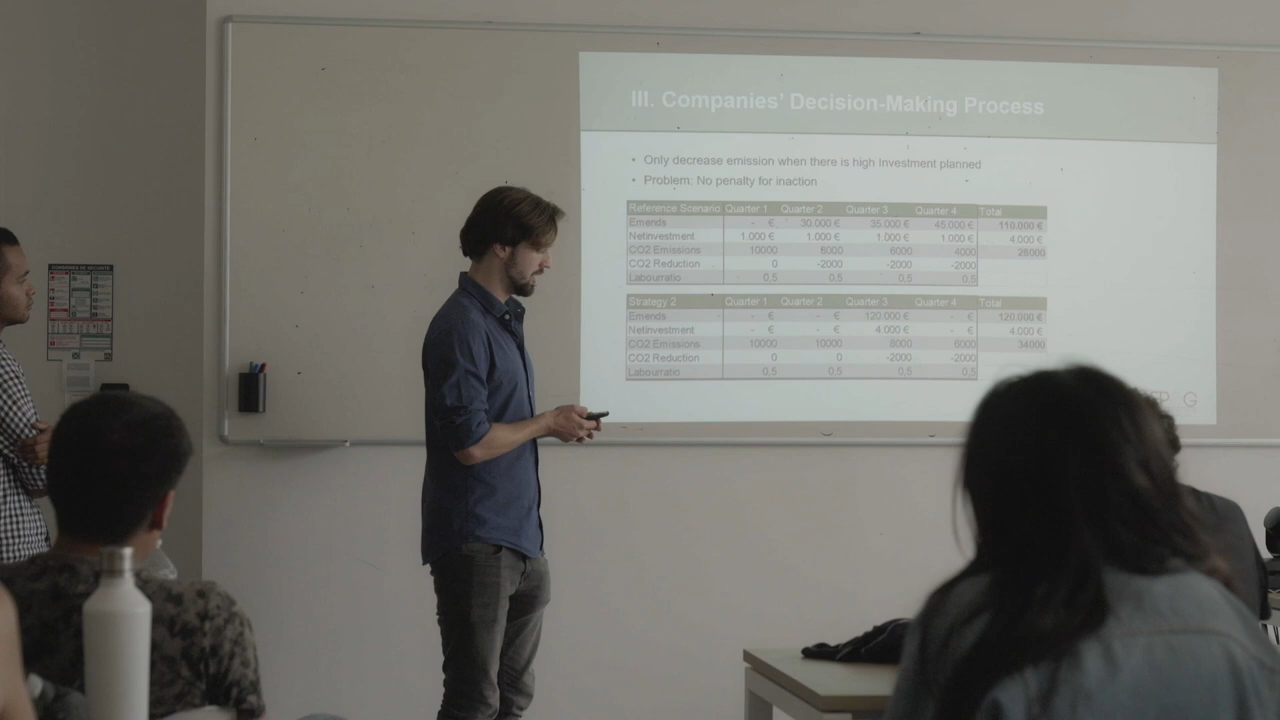 III. Companies' Decision-Making Process
• Only decrease emission when there is high Investment planned
• Problem: No penalty for inaction
Reference Scenario Quarter 1 Quarter 2 Quarter 3 Quarter 4 Total
Emends - € 30.000 € 35.000 € 45.000 € 110.000 €
Netinvestment 1.000 € 1.000 € 1.000 € 1.000 € 4.000 €
CO2 Emissions 10000 8000 6000 4000 28000
CO2 Reduction 0 -2000 -2000 -2000
Labourratio 0,5 0,5 0,5 0,5
Strategy 2 Quarter 1 Quarter 2 Quarter 3 Quarter 4 Total
Emends - € - € 120.000 € - € 120.000 €
Netinvestment - € - € 4.000 € - € 4.000 €
CO2 Emissions 10000 10000 8000 6000 34000
CO2 Reduction 0 0 -2000 -2000
Labourratio 0,5 0,5 0,5 0,5
CONSIGNES DE SECURITE